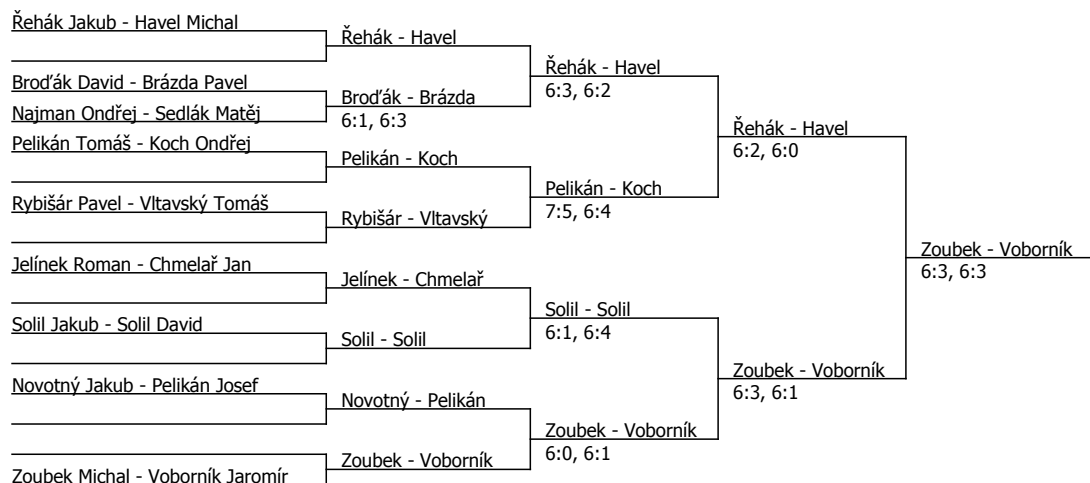 Řehák Jakub - Havel Michal
Řehák - Havel
Řehák - Havel
6:3, 6:2
Broďák David - Brázda Pavel
Broďák - Brázda
6:1, 6:3
Najman Ondřej - Sedlák Matěj
Řehák - Havel
6:2, 6:0
Pelikán Tomáš - Koch Ondřej
Pelikán - Koch
Pelikán - Koch
7:5, 6:4
Rybišár Pavel - Vltavský Tomáš
Rybišár - Vltavský
Zoubek - Voborník
6:3, 6:3
Jelínek Roman - Chmelař Jan
Jelínek - Chmelař
Solil - Solil
6:1, 6:4
Solil Jakub - Solil David
Solil - Solil
Zoubek - Voborník
6:3, 6:1
Novotný Jakub - Pelikán Josef
Novotný - Pelikán
Zoubek - Voborník
6:0, 6:1
Zoubek - Voborník
Zoubek Michal - Voborník Jaromír